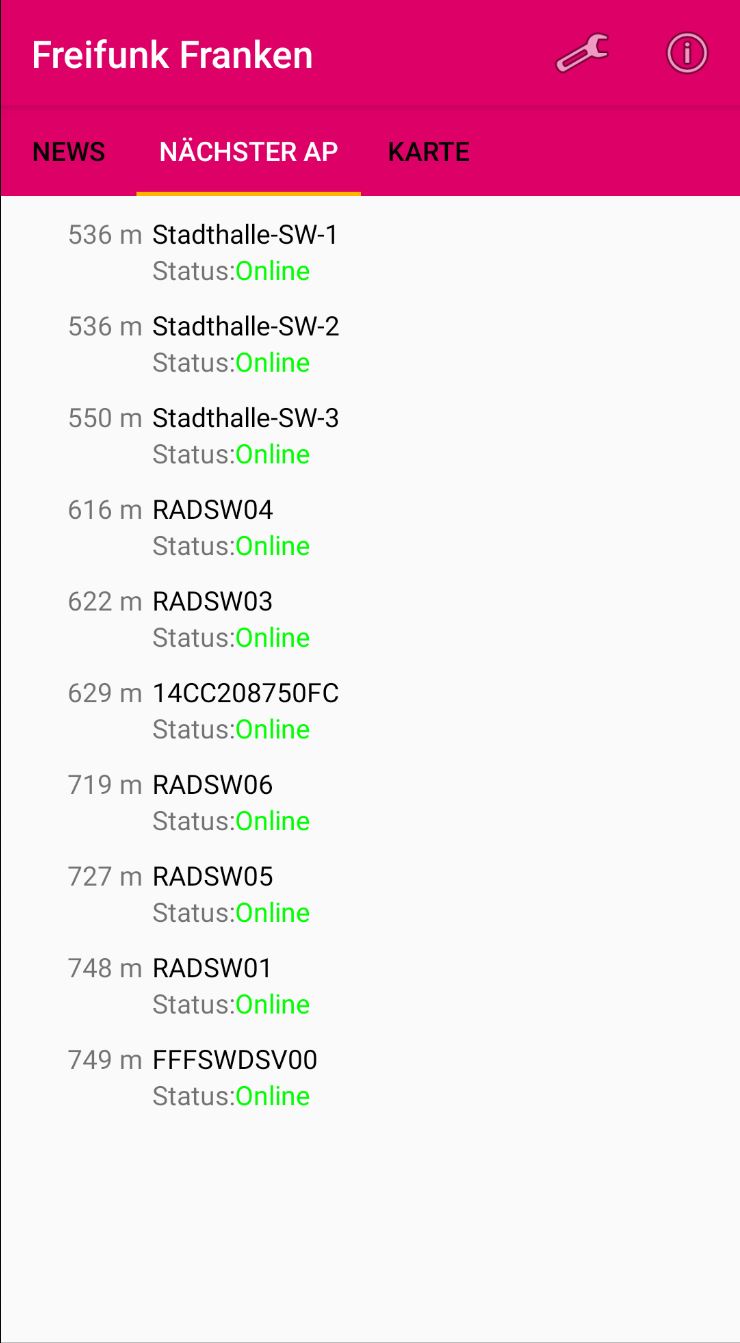 Freifunk Franken
NEWS NÄCHSTER AP KARTE
536 m Stadthalle-SW-1
Status:Online
536 m Stadthalle-SW-2
Status:Online
550 m Stadthalle-SW-3
Status:Online
616 m RADSW04
Status:Online
622 m RADSW03
Status:Online
629 m 14CC208750FC
Status:Online
719 m RADSW06
Status:Online
727 m RADSW05
Status:Online
748 m RADSW01
Status:Online
749 m FFFSWDSV00
Status:Online